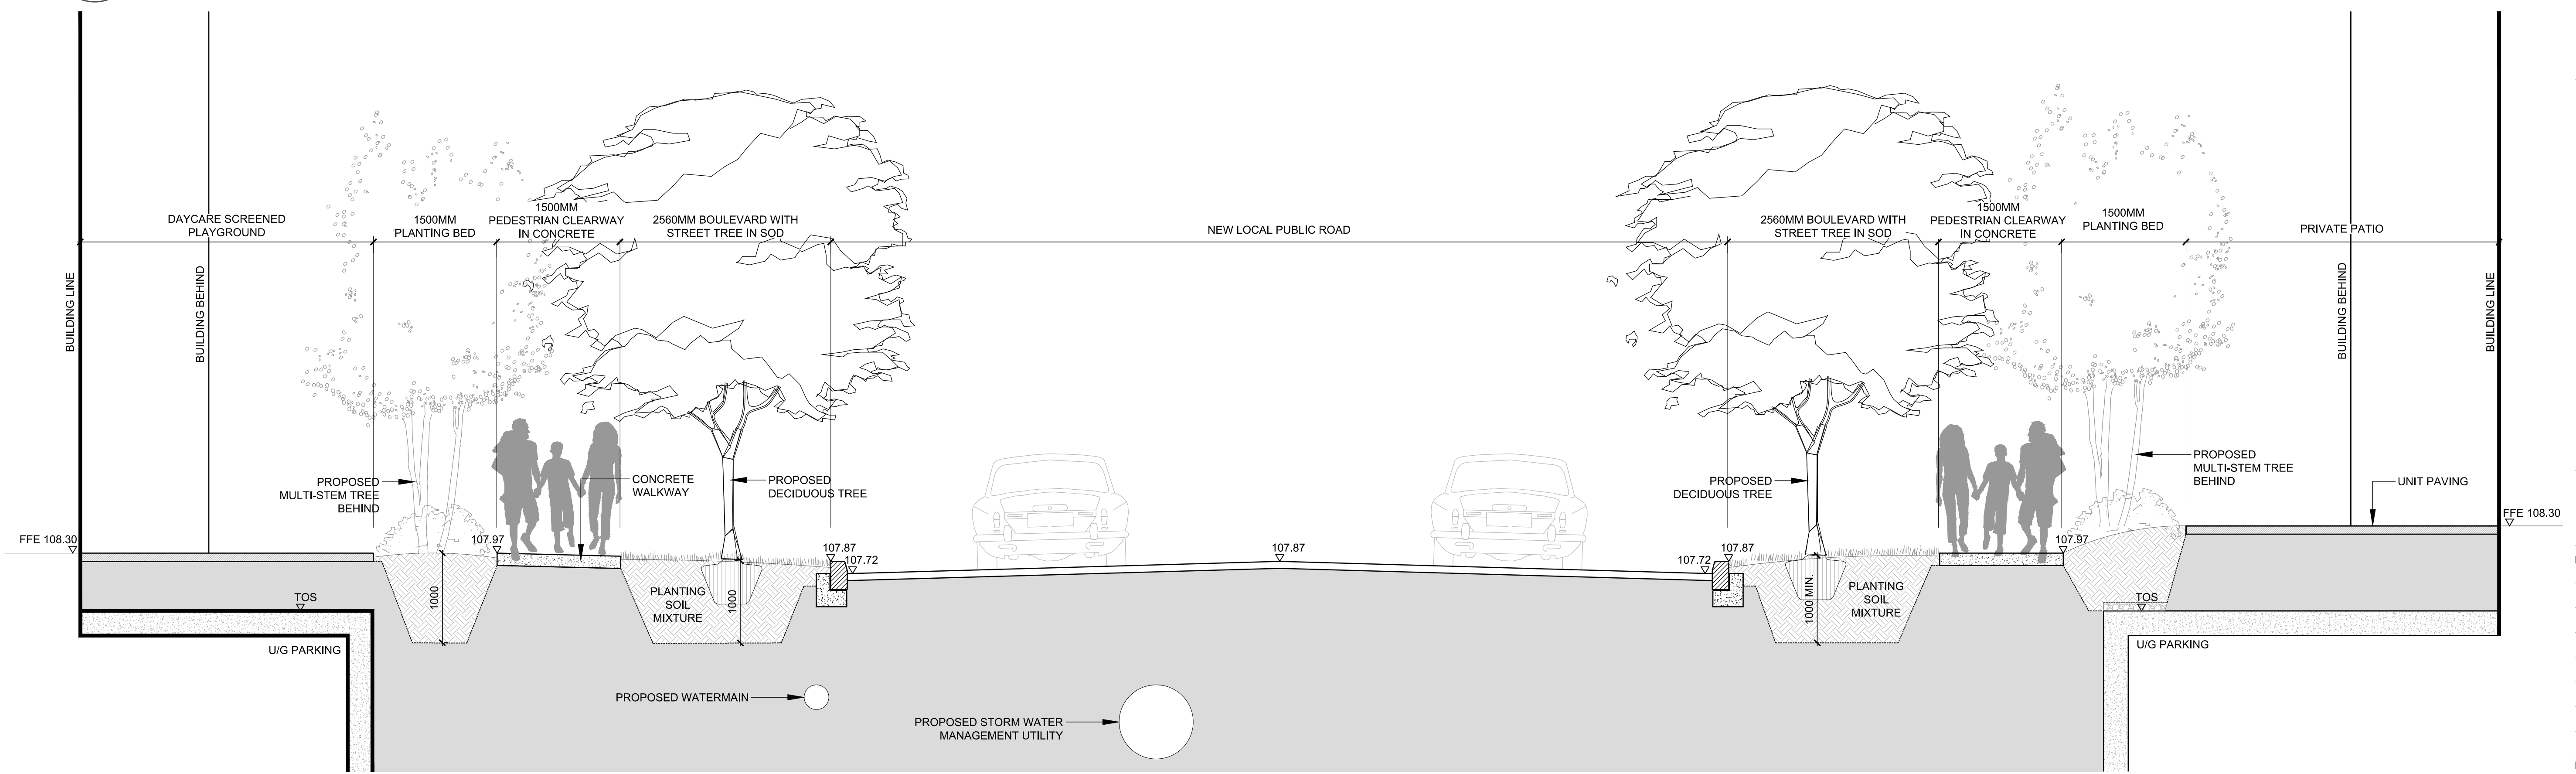 DAYCARE SCREENED
PLAYGROUND
1500MM
PLANTING BED
1500MM
PEDESTRIAN CLEARWAY
IN CONCRETE
2560MM BOULEVARD WITH
STREET TREE IN SOD
NEW LOCAL PUBLIC ROAD
2560MM BOULEVARD WITH
STREET TREE IN SOD
1500MM
PEDESTRIAN CLEARWAY
IN CONCRETE
1500MM
PLANTING BED
PRIVATE PATIO
BUILDING LINE
BUILDING BEHIND
BUILDING BEHIND
BUILDING LINE
PROPOSED
MULTI-STEM TREE
BEHIND
CONCRETE
WALKWAY
PROPOSED
DECIDUOUS TREE
PROPOSED
DECIDUOUS TREE
PROPOSED
MULTI-STEM TREE
BEHIND
UNIT PAVING
FFE 108.30
107.97
107.87
107.72
107.87
107.72
107.87
107.97
FFE 108.30
TOS
1000
PLANTING
SOIL
MIXTURE
1000
1000 MIN.
PLANTING
SOIL
MIXTURE
TOS
U/G PARKING
U/G PARKING
PROPOSED WATERMAIN
PROPOSED STORM WATER
MANAGEMENT UTILITY